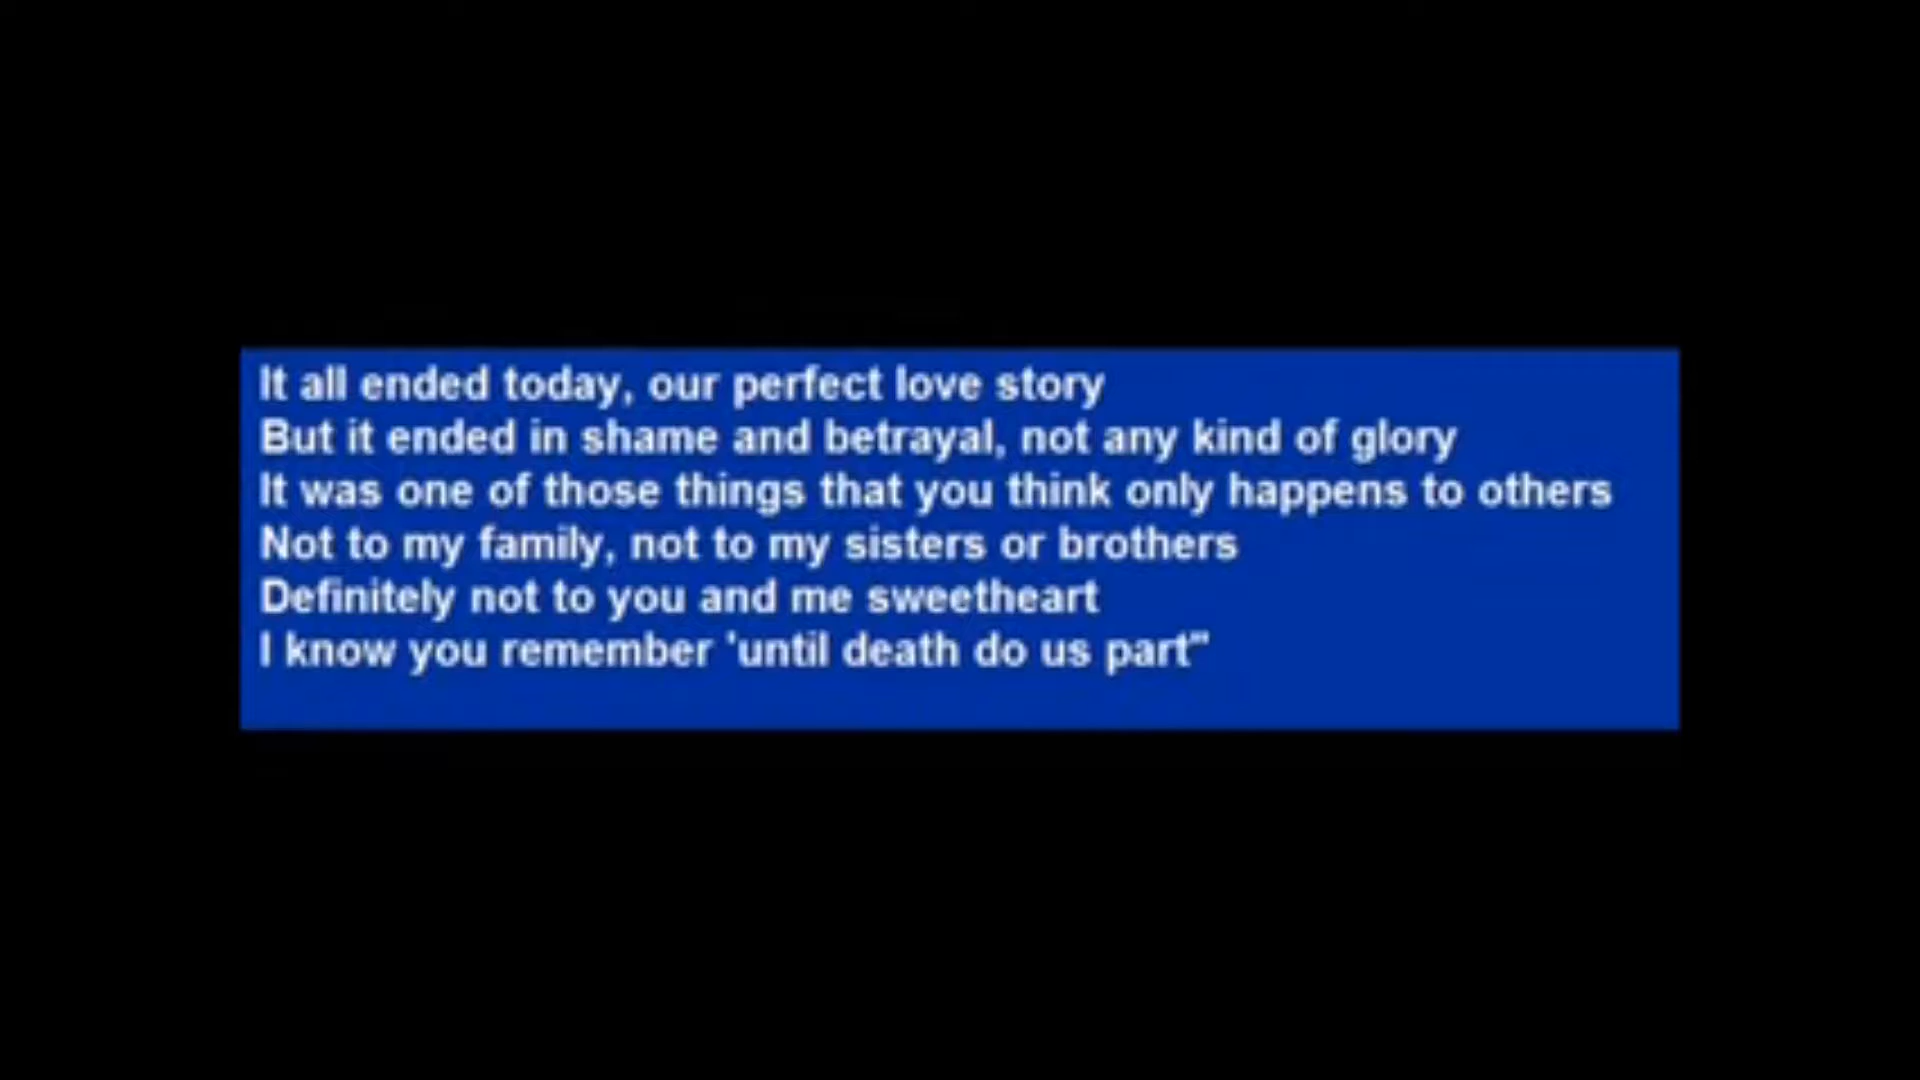 It all ended today, our perfect love story
But it ended in shame and betrayal, not any kind of glory
It was one of those things that you think only happens to others
Not to my family, not to my sisters or brothers
Definitely not to you and me sweetheart
I know you remember 'until death do us part"